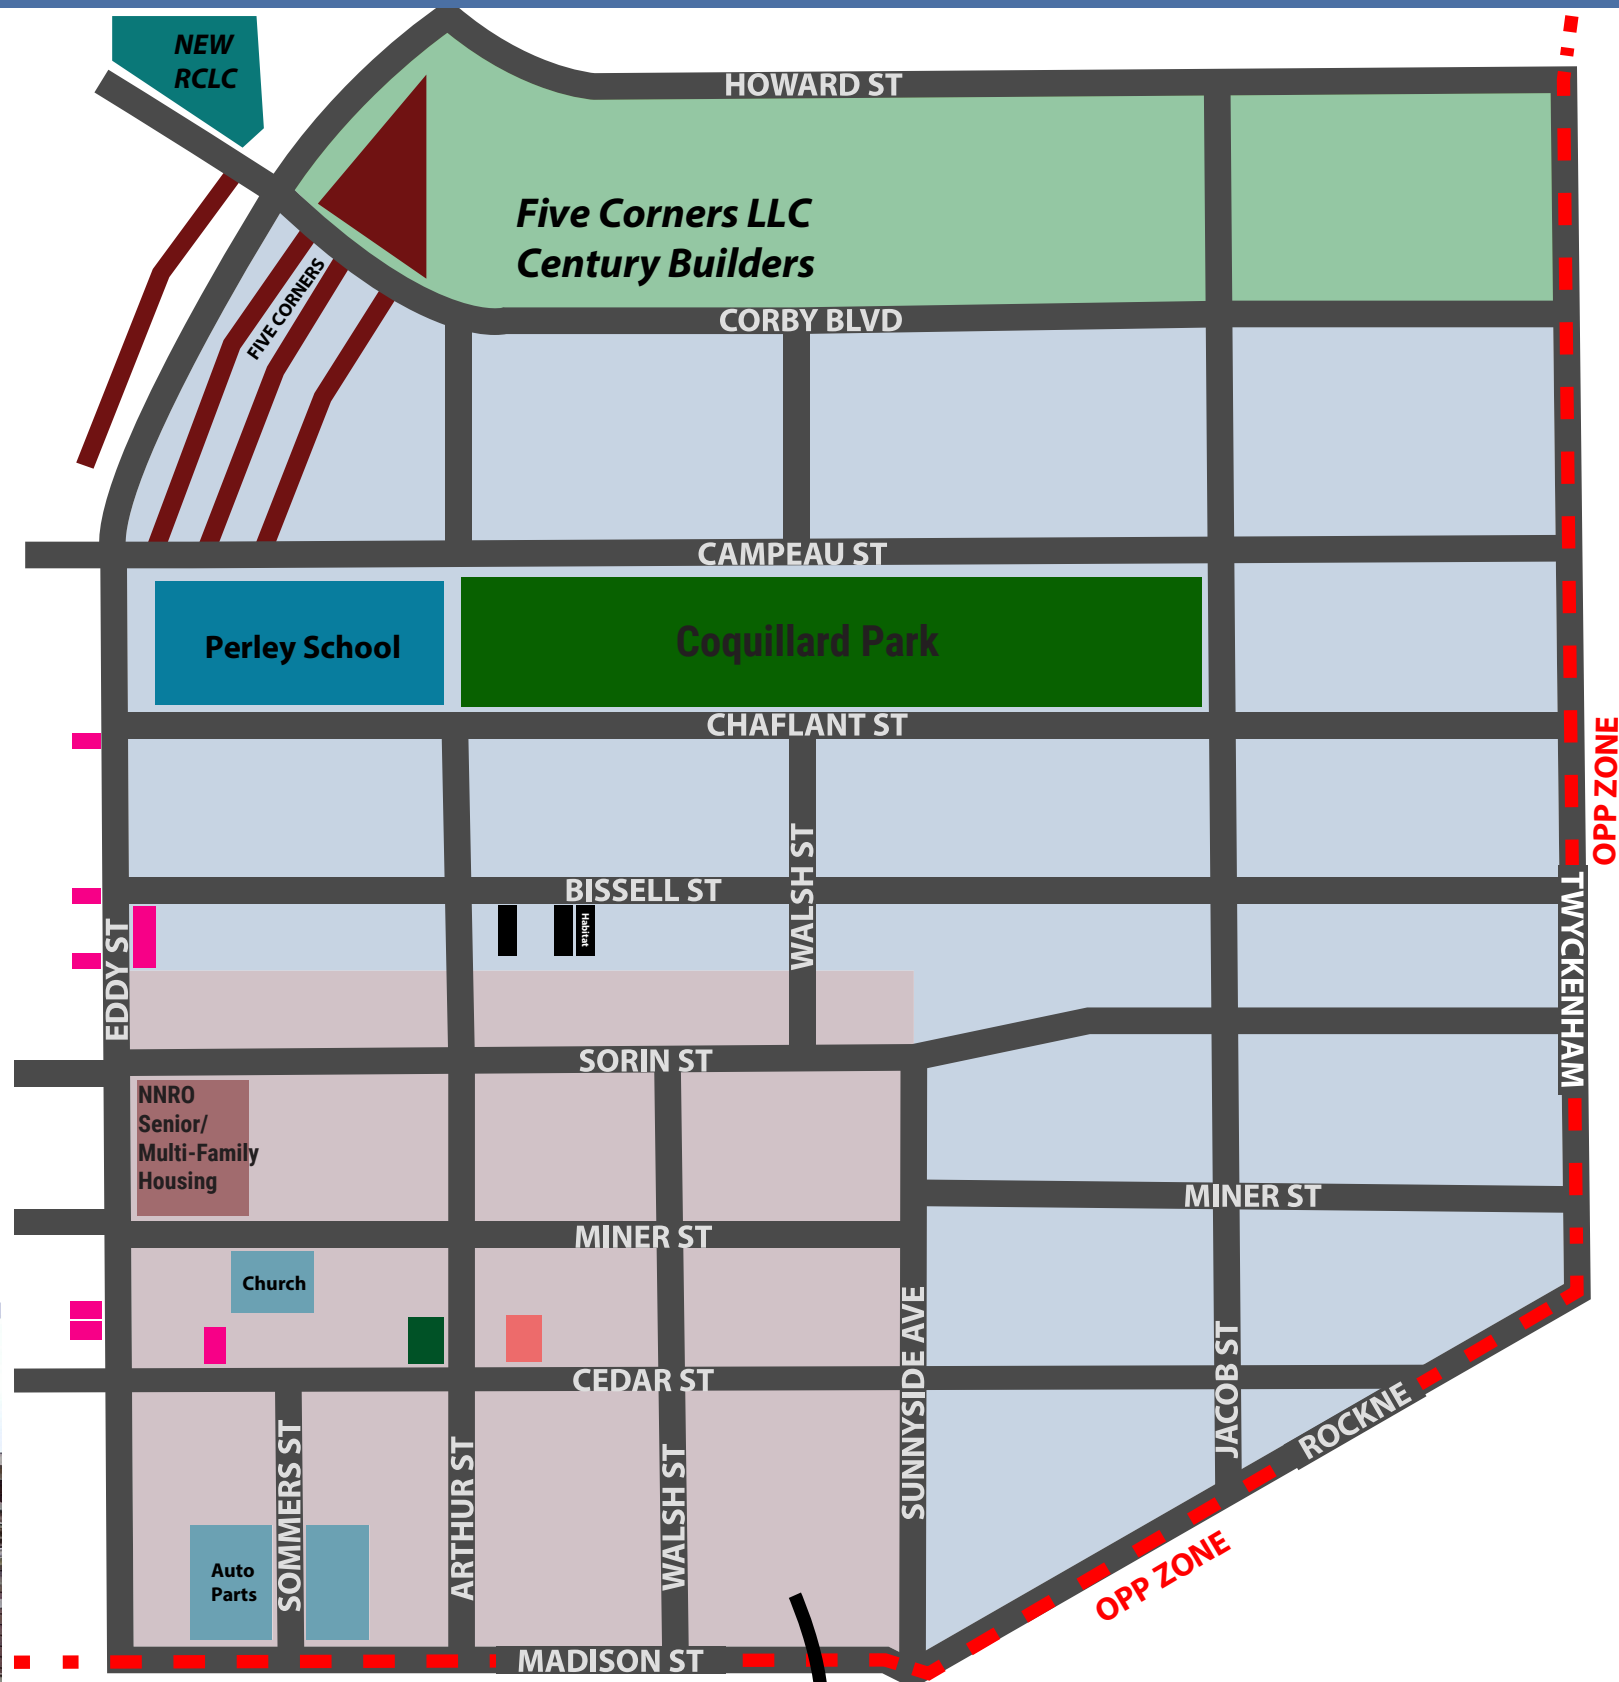 NEW
RCLC
HOWARD ST
Five Corners LLC
Century Builders
FIVE CORNERS
CORBY BLVD
CAMPEAU ST
Perley School
Coquillard Park
CHAFLANT ST
OPP ZONE
WALSH ST
BISSELL ST
Habitat
EDDY ST
TWYCKENHAM
SORIN ST
NNRO
Senior/
Multi-Family
Housing
MINER ST
MINER ST
Church
CEDAR ST
SUNNYSIDE AVE
JACOB ST
ROCKNE
SOMMERS ST
ARTHUR ST
WALSH ST
OPP ZONE
Auto
Parts
MADISON ST